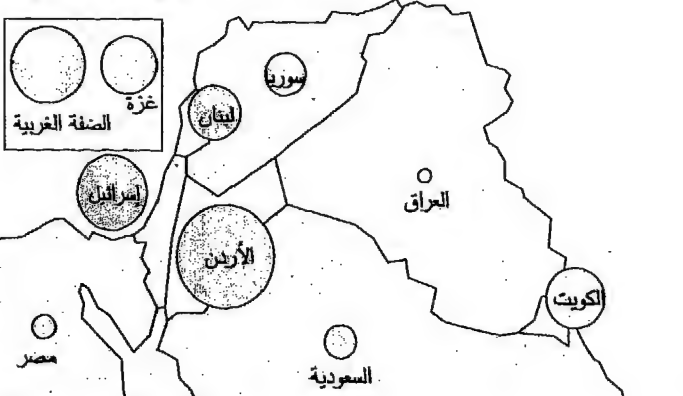 غزة
الضفة الغربية
سوريا
لبنان
إسرائيل
العراق
الأردن
الكويت
مصر
السعودية